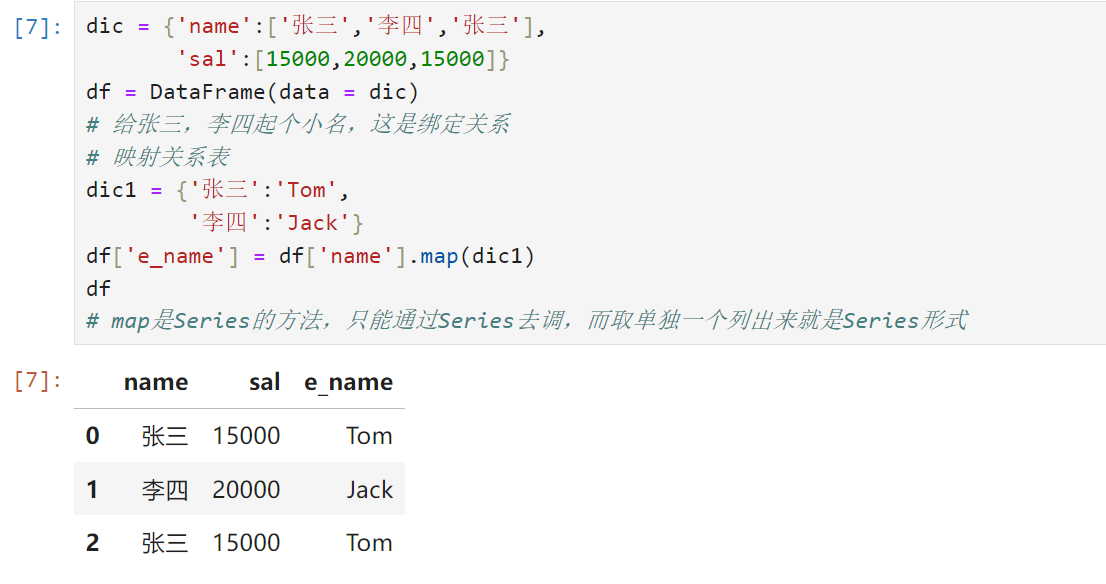 [7]: dic = {'name':['张三','李四','张三'],
'sal':[15000,20000,15000]}
df = DataFrame(data = dic)
# 给张三，李四起个小名，这是绑定关系
# 映射关系表
dic1 = {'张三':'Tom',
'李四':'Jack'}
df['e_name'] = df['name'].map(dic1)
df
# map是Series的方法，只能通过Series去调，而取单独一个列出来就是Series形式
[7]: name sal e_name
0 张三 15000 Tom
1 李四 20000 Jack
2 张三 15000 Tom